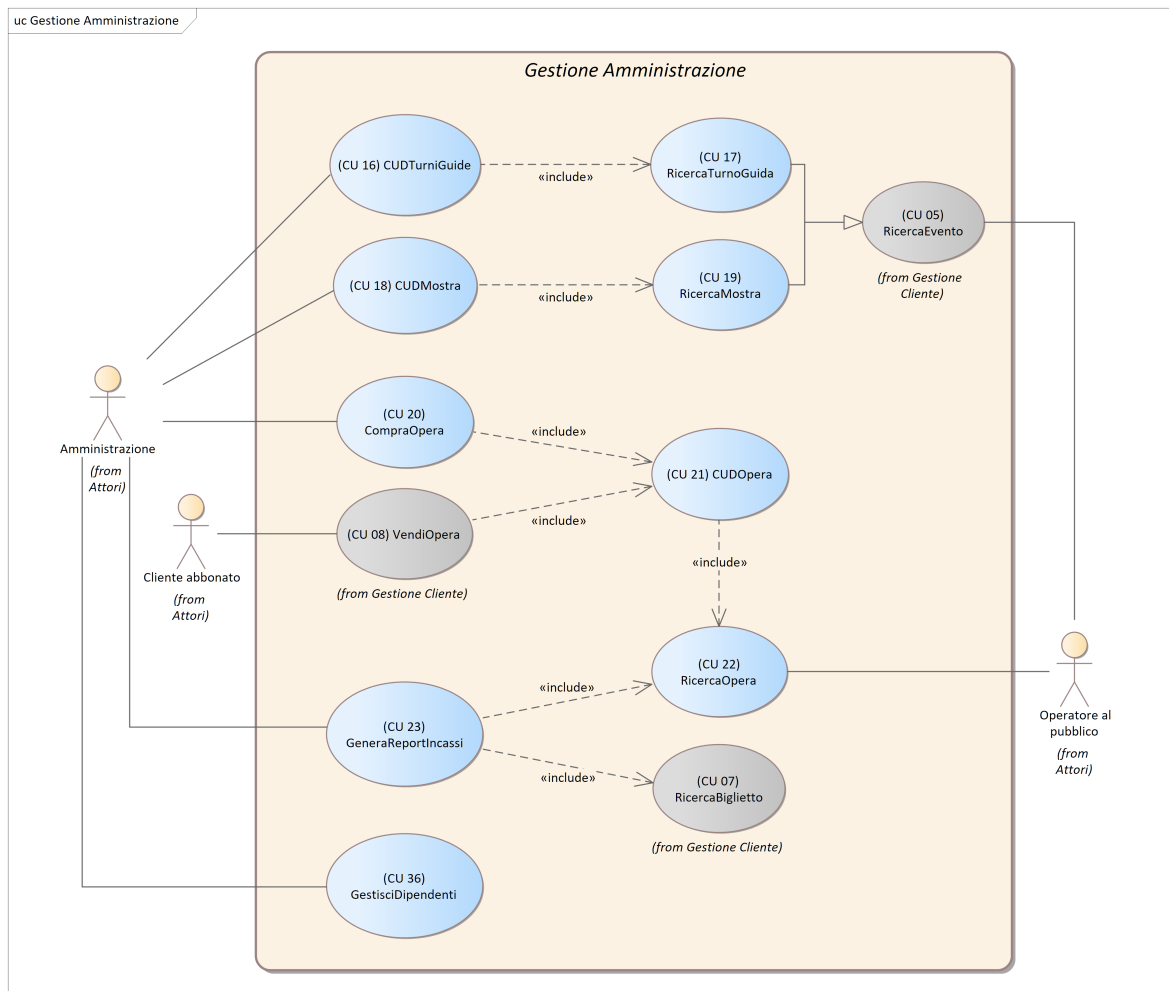 uc Gestione Amministrazione
Gestione Amministrazione
(CU 16) CUDTurniGuide
«include»
(CU 17)
RicercaTurnoGuida
(CU 05)
RicercaEvento
(from Gestione
Cliente)
(CU 18) CUDMostra
«include»
(CU 19)
RicercaMostra
Amministrazione
(from
Attori)
(CU 20)
CompraOpera
«include»
(CU 21) CUDOpera
Cliente abbonato
(from
Attori)
(CU 08) VendiOpera
(from Gestione Cliente)
«include»
«include»
(CU 22)
RicercaOpera
Operatore al
pubblico
(from
Attori)
(CU 23)
GeneraReportIncassi
«include»
«include»
(CU 07)
RicercaBiglietto
(from Gestione Cliente)
(CU 36)
GestisciDipendenti